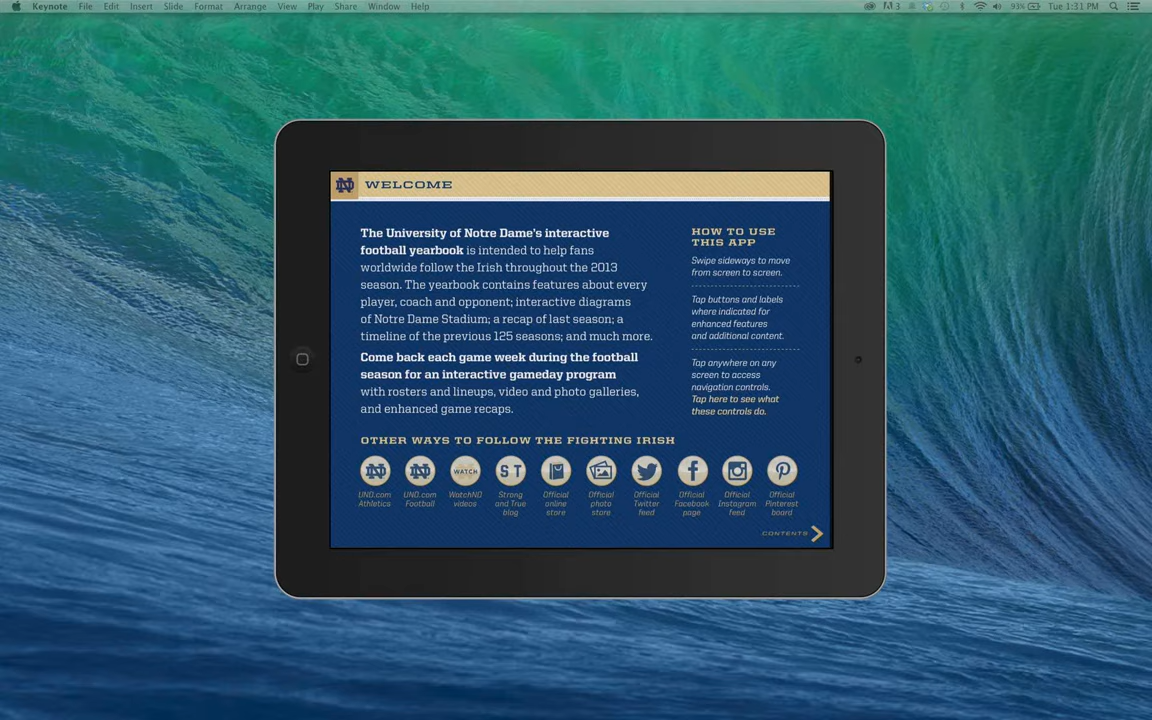 Keynote File Edit Insert Slide Format Arrange View Play Share Window Help
3 93% Tue 1:31 PM
ND WELCOME
The University of Notre Dame's interactive
football yearbook is intended to help fans
worldwide follow the Irish throughout the 2013
season. The yearbook contains features about every
player, coach and opponent; interactive diagrams
of Notre Dame Stadium; a recap of last season; a
timeline of the previous 125 seasons; and much more.
Come back each game week during the football
season for an interactive gameday program
with rosters and lineups, video and photo galleries,
and enhanced game recaps.
HOW TO USE
THIS APP
Swipe sideways to move
from screen to screen.
Tap buttons and labels
where indicated for
enhanced features
and additional content.
Tap anywhere on any
screen to access
navigation controls.
Tap here to see what
these controls do.
OTHER WAYS TO FOLLOW THE FIGHTING IRISH
ND ND WATCH S T
UND.com
Athletics
UND.com
Football
WatchND
videos
Strong
and True
blog
Official
online
store
Official
photo
store
Official
Twitter
feed
Official
Facebook
page
Official
Instagram
feed
Official
Pinterest
board
CONTENTS